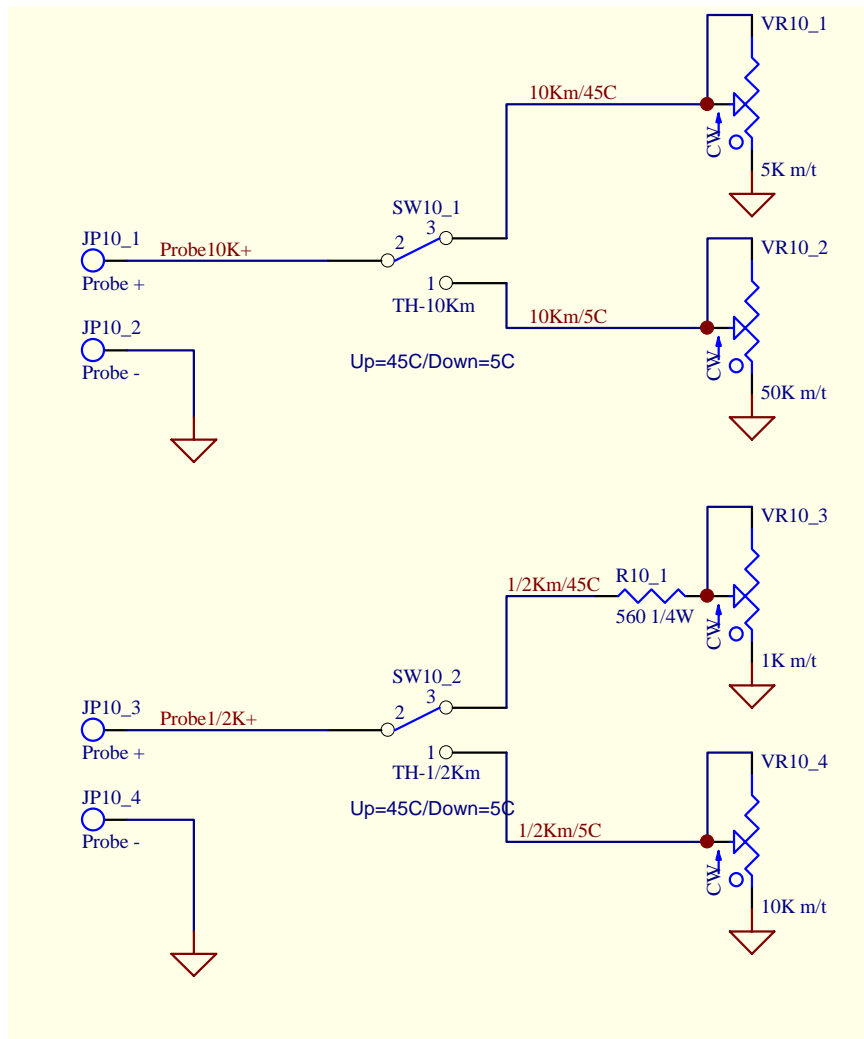 VR10_1
10Km/45C
CW
5K m/t
SW10_1
3
2
JP10_1
Probe10K+
Probe +
1
TH-10Km
VR10_2
10Km/5C
CW
JP10_2
Probe -
Up=45C/Down=5C
50K m/t
VR10_3
R10_1
1/2Km/45C
560 1/4W
CW
1K m/t
SW10_2
3
2
JP10_3
Probe1/2K+
Probe +
1
TH-1/2Km
VR10_4
JP10_4
Up=45C/Down=5C
1/2Km/5C
Probe -
CW
10K m/t